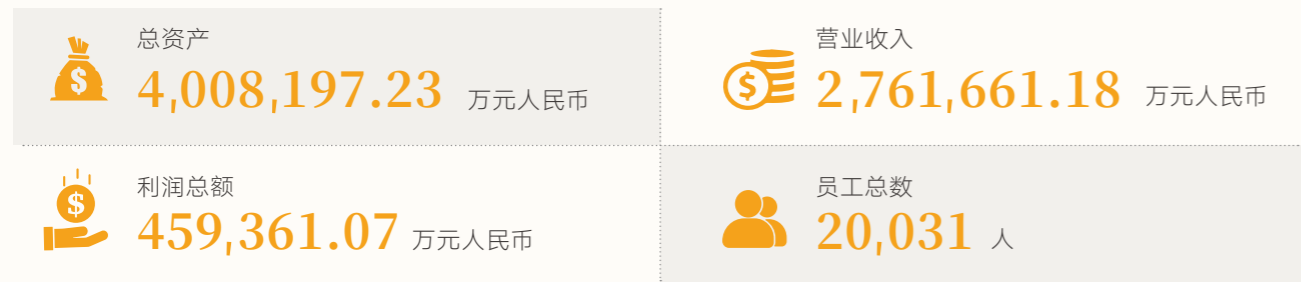 总资产
4,008,197.23 万元人民币
营业收入
2,761,661.18 万元人民币
利润总额
459,361.07 万元人民币
员工总数
20,031 人